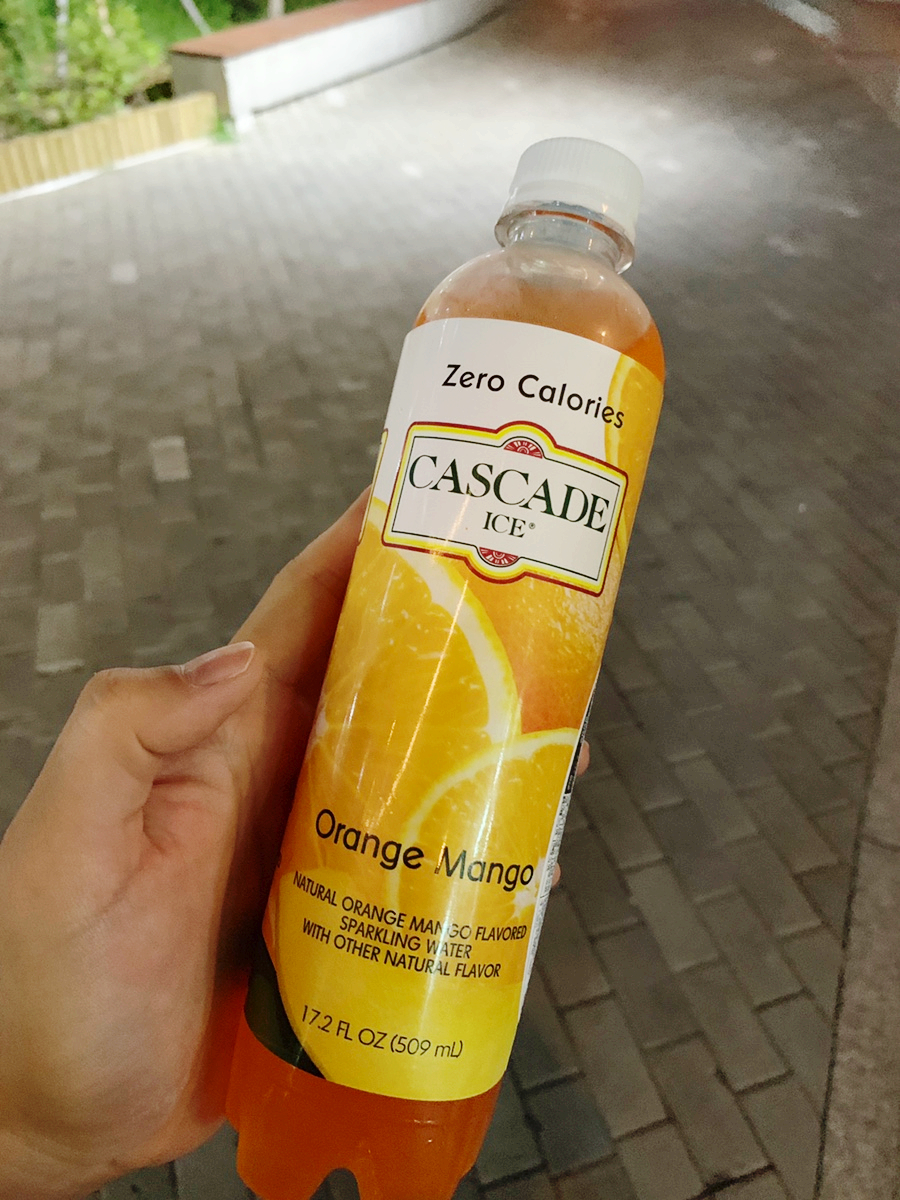 Zero Calories
CASCADE
ICE®
Orange Mango
NATURAL ORANGE MANGO FLAVORED
SPARKLING WATER
WITH OTHER NATURAL FLAVOR
17.2 FL OZ (509 mL)